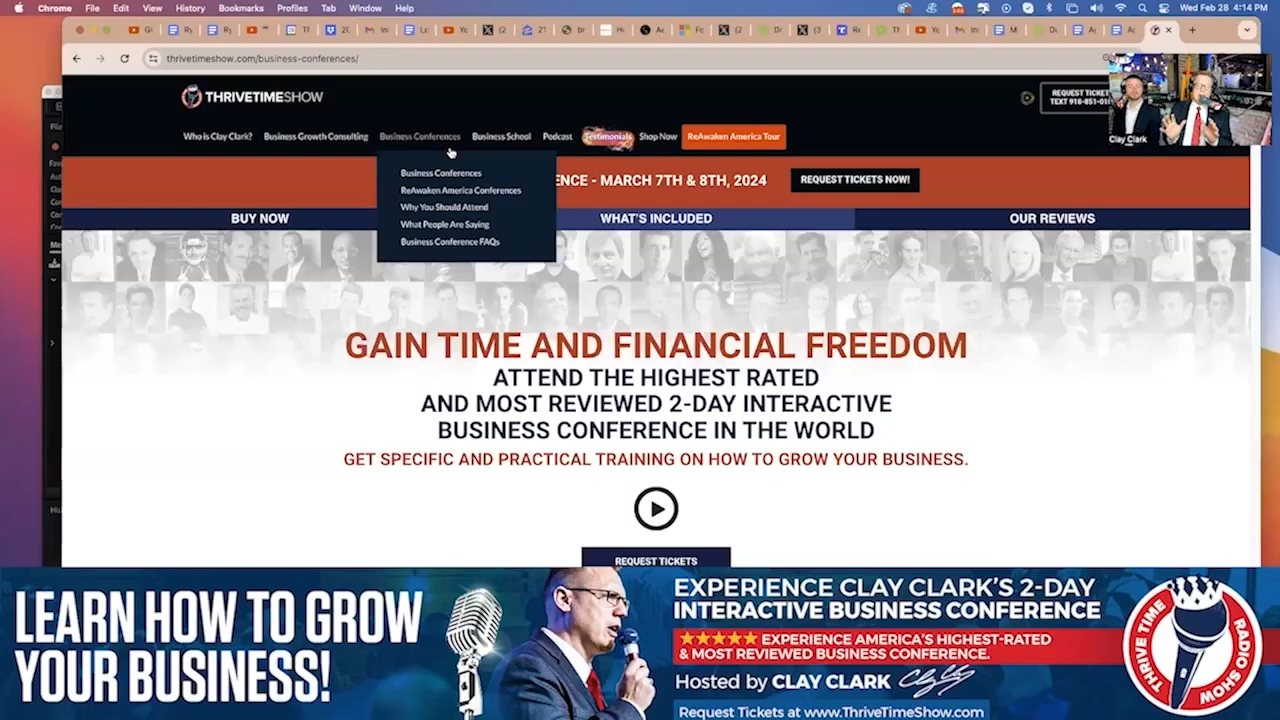 Chrome File Edit View History Bookmarks Profiles Tab Window Help
Wed Feb 28 4:14 PM
thrivetimeshow.com/business-conferences/
THRIVETIMESHOW
REQUEST TICKETS
TEXT 918-851-01
Clay Clark
Who is Clay Clark? Business Growth Consulting Business Conferences Business School Podcast Testimonials Shop Now ReAwaken America Tour
Business Conferences
ReAwaken America Conferences
Why You Should Attend
What People Are Saying
Business Conference FAQs
ENCE - MARCH 7TH & 8TH, 2024
REQUEST TICKETS NOW!
BUY NOW WHAT'S INCLUDED OUR REVIEWS
GAIN TIME AND FINANCIAL FREEDOM
ATTEND THE HIGHEST RATED
AND MOST REVIEWED 2-DAY INTERACTIVE
BUSINESS CONFERENCE IN THE WORLD
GET SPECIFIC AND PRACTICAL TRAINING ON HOW TO GROW YOUR BUSINESS.
REQUEST TICKETS
LEARN HOW TO GROW
YOUR BUSINESS!
EXPERIENCE CLAY CLARK'S 2-DAY
INTERACTIVE BUSINESS CONFERENCE
EXPERIENCE AMERICA'S HIGHEST-RATED
& MOST REVIEWED BUSINESS CONFERENCE.
Hosted by CLAY CLARK
Request Tickets at www.ThriveTimeShow.com
THRIVE TIME
RADIO SHOW